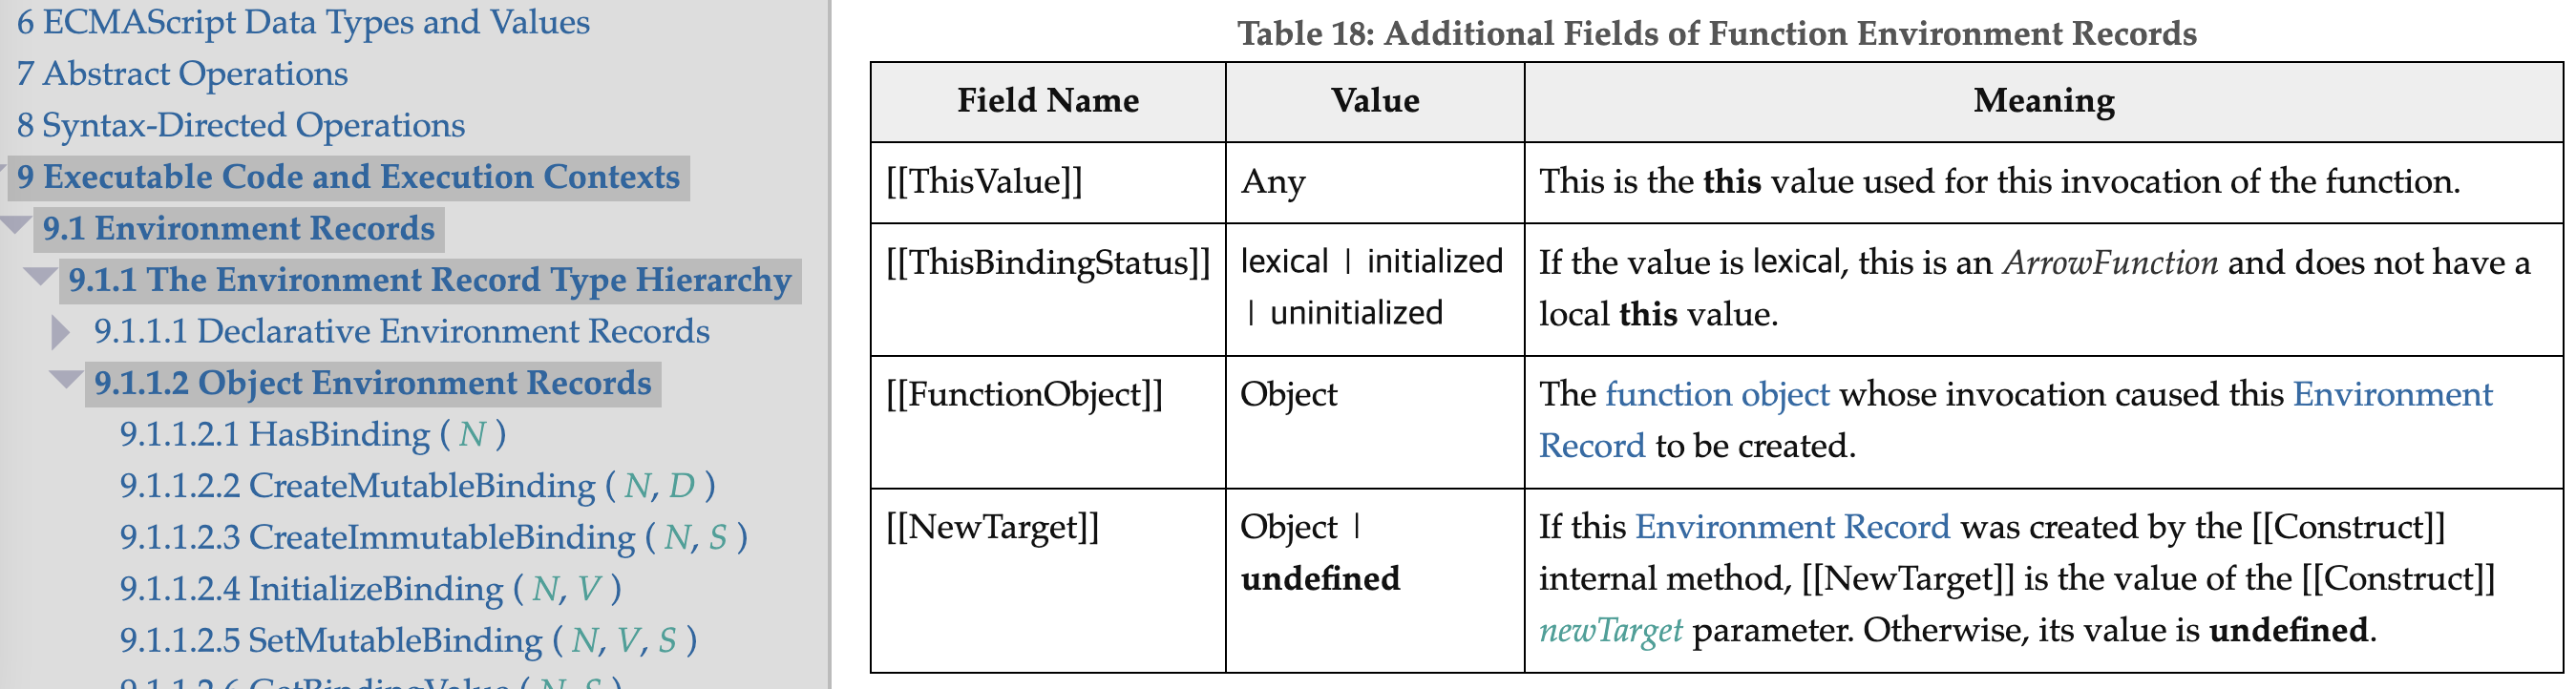 6 ECMAScript Data Types and Values
7 Abstract Operations
8 Syntax-Directed Operations
9 Executable Code and Execution Contexts
9.1 Environment Records
9.1.1 The Environment Record Type Hierarchy
9.1.1.1 Declarative Environment Records
9.1.1.2 Object Environment Records
9.1.1.2.1 HasBinding ( N )
9.1.1.2.2 CreateMutableBinding ( N, D )
9.1.1.2.3 CreateImmutableBinding ( N, S )
9.1.1.2.4 InitializeBinding ( N, V )
9.1.1.2.5 SetMutableBinding ( N, V, S )
9.1.1.2.6 GetBindingValue ( N, S )
Table 18: Additional Fields of Function Environment Records
Field Name Value Meaning
[[ThisValue]] Any This is the this value used for this invocation of the function.
[[ThisBindingStatus]] lexical | initialized If the value is lexical, this is an ArrowFunction and does not have a
| uninitialized local this value.
[[FunctionObject]] Object The function object whose invocation caused this Environment
Record to be created.
[[NewTarget]] Object | If this Environment Record was created by the [[Construct]]
undefined internal method, [[NewTarget]] is the value of the [[Construct]]
newTarget parameter. Otherwise, its value is undefined.